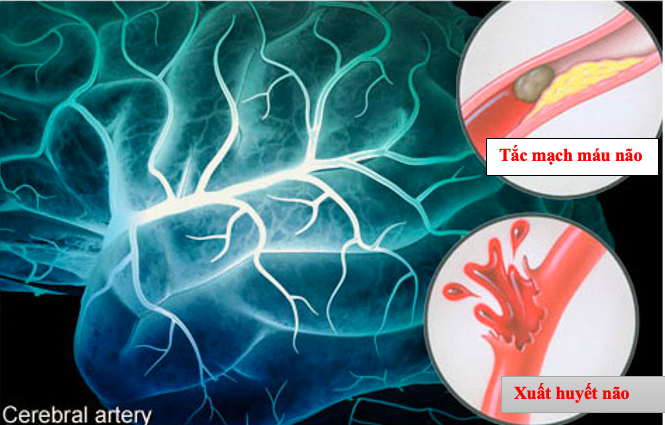 Tắc mạch máu não
Xuất huyết não
Cerebral artery